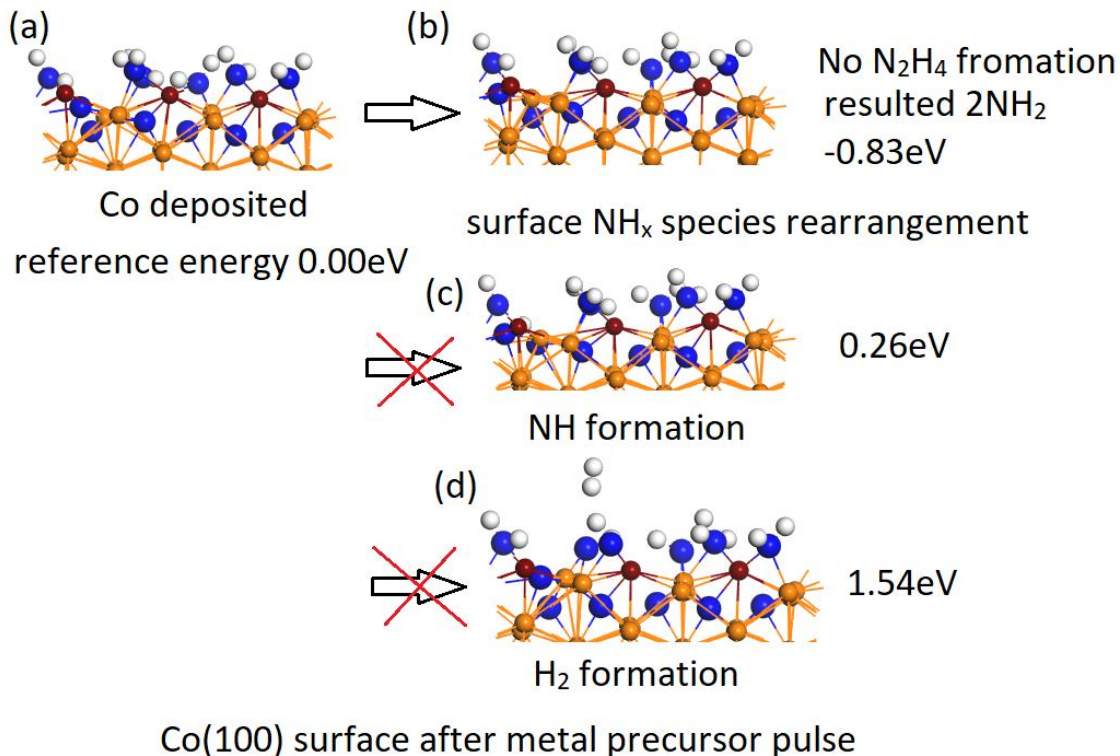 (a)
(b)
No N₂H₄ fromation
resulted 2NH₂
-0.83eV
Co deposited
surface NHₓ species rearrangement
reference energy 0.00eV
(c)
0.26eV
NH formation
(d)
1.54eV
H₂ formation
Co(100) surface after metal precursor pulse